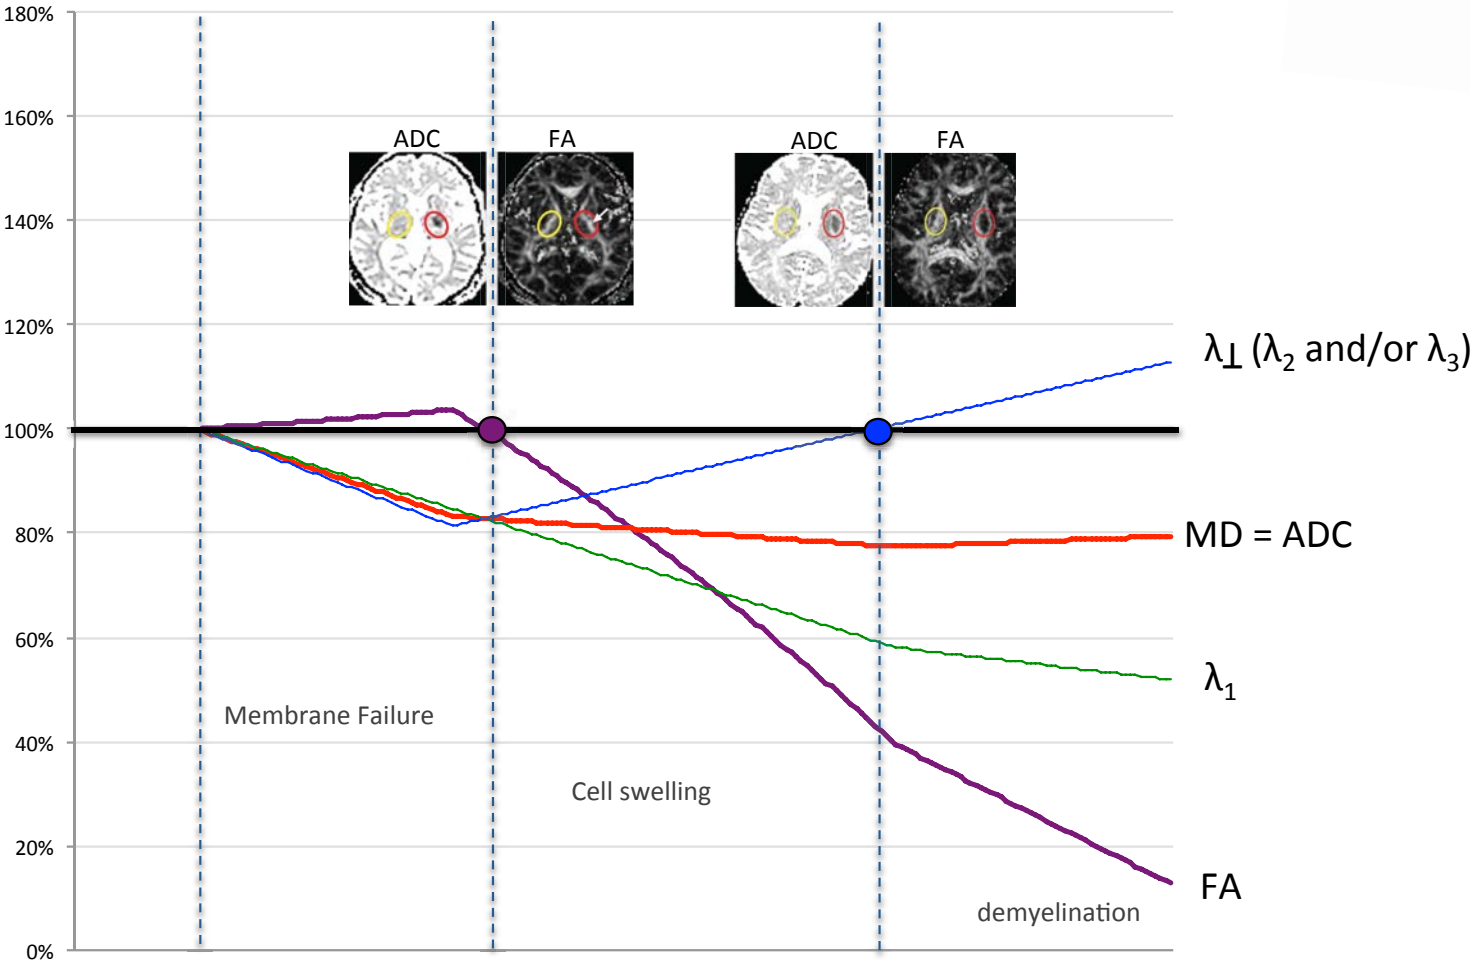 180%
160%
ADC FA ADC FA
140%
120%
λ⊥ (λ₂ and/or λ₃)
100%
80%
MD = ADC
60%
λ₁
Membrane Failure
40%
Cell swelling
20%
FA
demyelination
0%